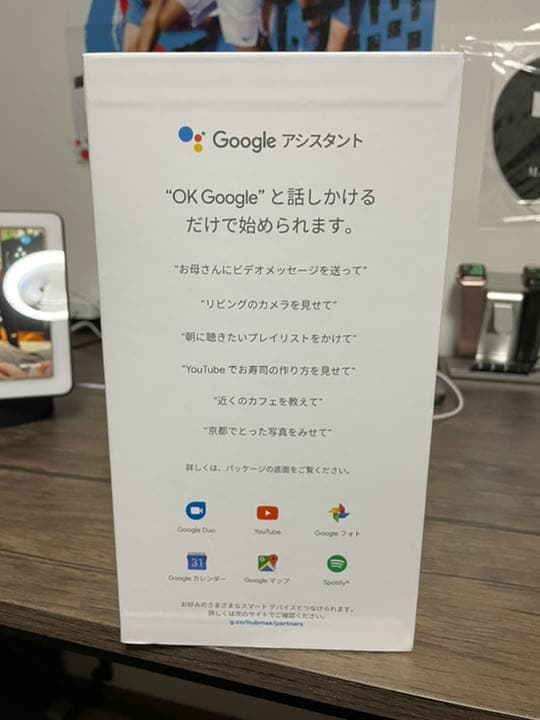 Google アシスタント
“OK Google” と話しかける
だけで始められます。
“お母さんにビデオメッセージを送って”
“リビングのカメラを見せて”
“朝に聴きたいプレイリストをかけて”
“YouTube でお寿司の作り方を見せて”
“近くのカフェを教えて”
“京都でとった写真をみせて”
詳しくは、パッケージの底面をご覧ください。
Google Duo
YouTube
Google フォト
31
Google カレンダー
Google マップ
Spotify®
お好みのさまざまなスマートデバイスとつなげられます。
詳しくは次のサイトでご確認ください。
g.co/hubmax/partners